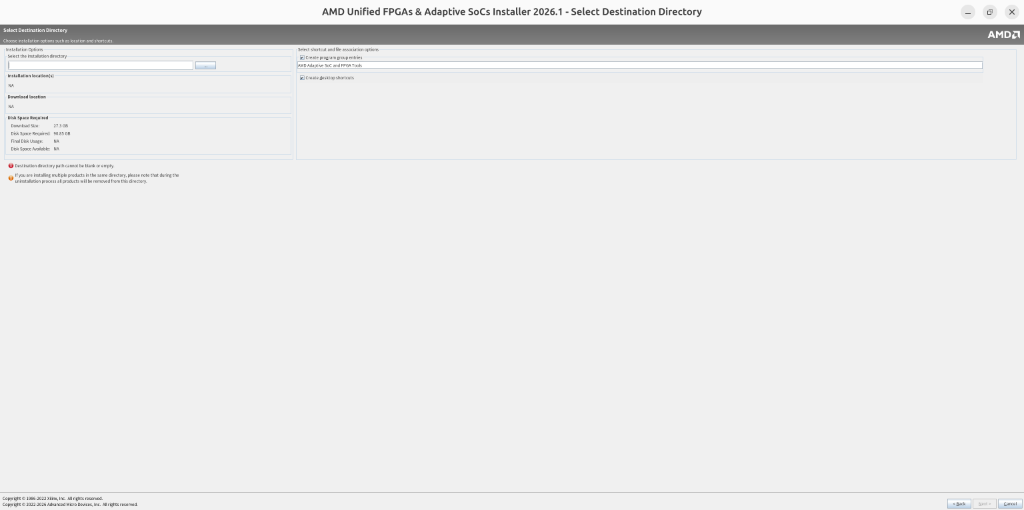 AMD Unified FPGAs & Adaptive SoCs Installer 2026.1 - Select Destination Directory
Select Destination Directory
Choose installation options such as location and shortcuts.
AMD
Installation Options
Select the installation directory
Installation location(s)
NA
Download location
NA
Disk Space Required
Download Size: 27.3 GB
Disk Space Required: 98.65 GB
Final Disk Usage: NA
Disk Space Available: NA
Select shortcut and file association options
Create program group entries
AMD Adaptive SoC and FPGA Tools
Create desktop shortcuts
Destination directory path cannot be blank or empty.
If you are installing multiple products in the same directory, please note that during the
uninstallation process all products will be removed from this directory.
Copyright © 1986-2022 Xilinx, Inc. All rights reserved.
Copyright © 2022-2026 Advanced Micro Devices, Inc. All rights reserved.
< Back
Next >
Cancel